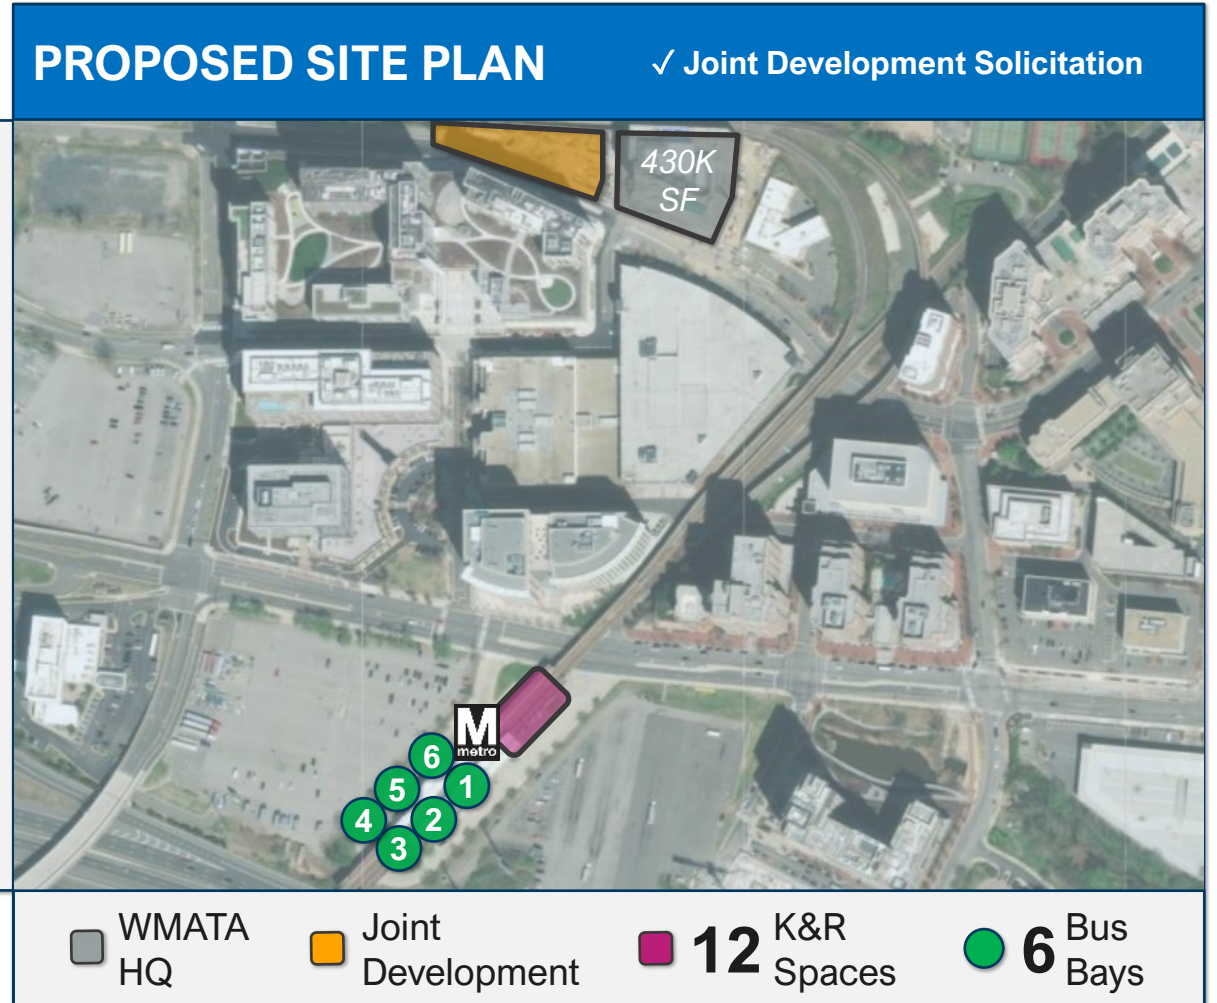 PROPOSED SITE PLAN
✓ Joint Development Solicitation
430K
SF
M
metro
6
5
1
4
2
3
WMATA
HQ
Joint
Development
12 K&R
Spaces
6 Bus
Bays